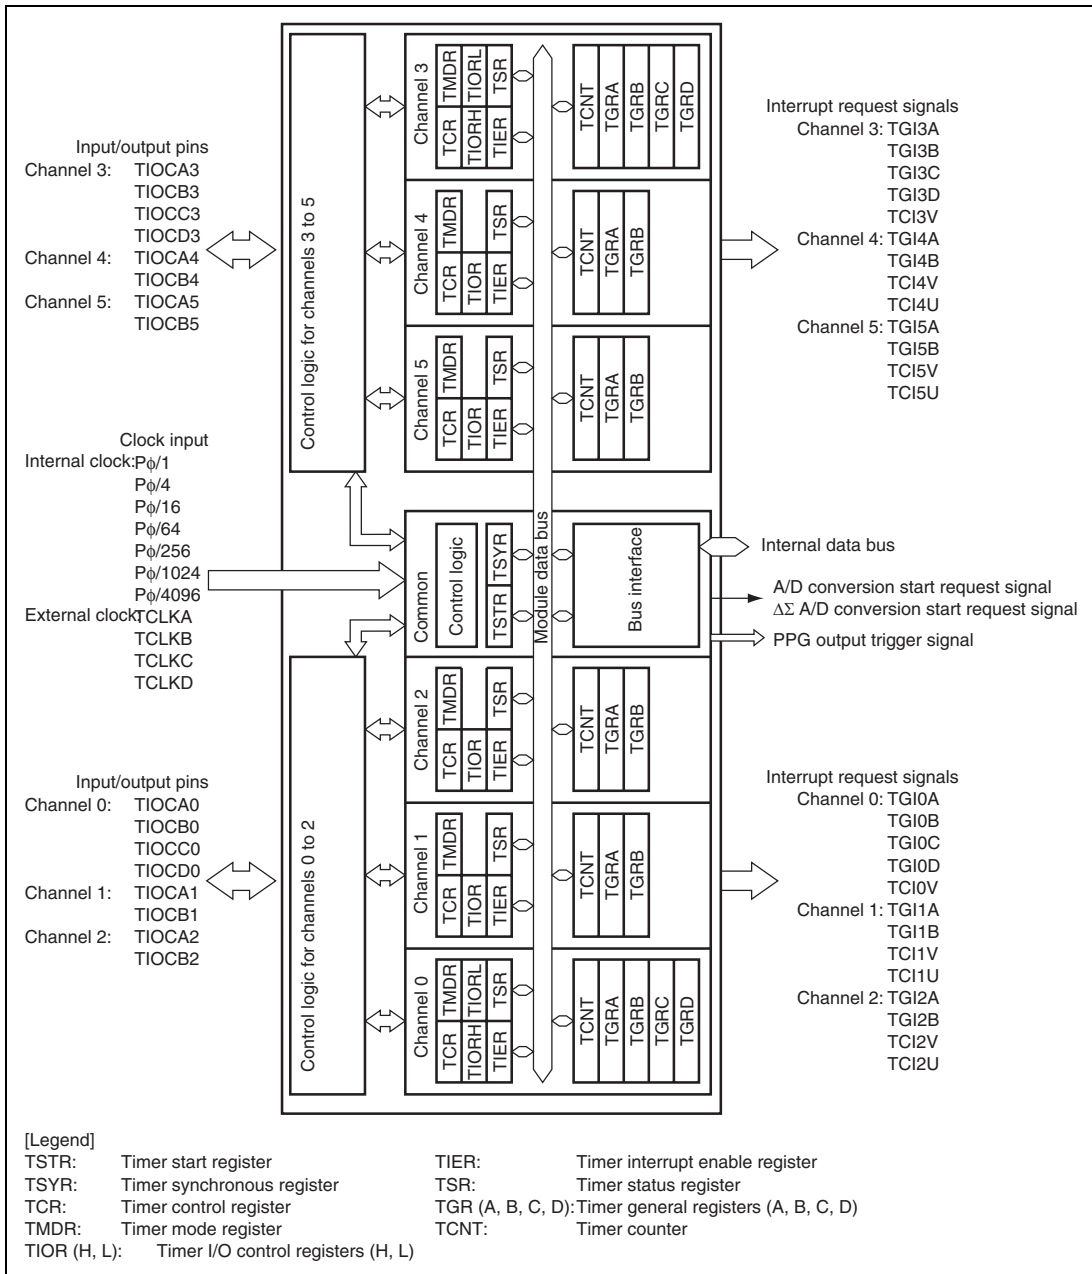 Input/output pins
Channel 3: TIOCA3
TIOCB3
TIOCC3
TIOCD3
Channel 4: TIOCA4
TIOCB4
Channel 5: TIOCA5
TIOCB5
Clock input
Internal clock: Pϕ/1
Pϕ/4
Pϕ/16
Pϕ/64
Pϕ/256
Pϕ/1024
Pϕ/4096
External clock: TCLKA
TCLKB
TCLKC
TCLKD
Input/output pins
Channel 0: TIOCA0
TIOCB0
TIOCC0
TIOCD0
Channel 1: TIOCA1
TIOCB1
Channel 2: TIOCA2
TIOCB2
Control logic for channels 3 to 5
Control logic for channels 0 to 2
Channel 3
TCR TMDR
TIORH TIORL
TIER TSR
TCNT
TGRA
TGRB
TGRC
TGRD
Channel 4
TCR TMDR
TIOR
TIER TSR
TCNT
TGRA
TGRB
Channel 5
TCR TMDR
TIOR
TIER TSR
TCNT
TGRA
TGRB
Common
Control logic
TSTR TSYR
Module data bus
Bus interface
Channel 2
TCR TMDR
TIOR
TIER TSR
TCNT
TGRA
TGRB
Channel 1
TCR TMDR
TIOR
TIER TSR
TCNT
TGRA
TGRB
Channel 0
TCR TMDR
TIORH TIORL
TIER TSR
TCNT
TGRA
TGRB
TGRC
TGRD
Interrupt request signals
Channel 3: TGI3A
TGI3B
TGI3C
TGI3D
TCI3V
Channel 4: TGI4A
TGI4B
TCI4V
TCI4U
Channel 5: TGI5A
TGI5B
TCI5V
TCI5U
Internal data bus
A/D conversion start request signal
ΔΣ A/D conversion start request signal
PPG output trigger signal
Interrupt request signals
Channel 0: TGI0A
TGI0B
TGI0C
TGI0D
TCI0V
Channel 1: TGI1A
TGI1B
TCI1V
TCI1U
Channel 2: TGI2A
TGI2B
TCI2V
TCI2U
[Legend]
TSTR: Timer start register
TSYR: Timer synchronous register
TCR: Timer control register
TMDR: Timer mode register
TIOR (H, L): Timer I/O control registers (H, L)
TIER: Timer interrupt enable register
TSR: Timer status register
TGR (A, B, C, D): Timer general registers (A, B, C, D)
TCNT: Timer counter